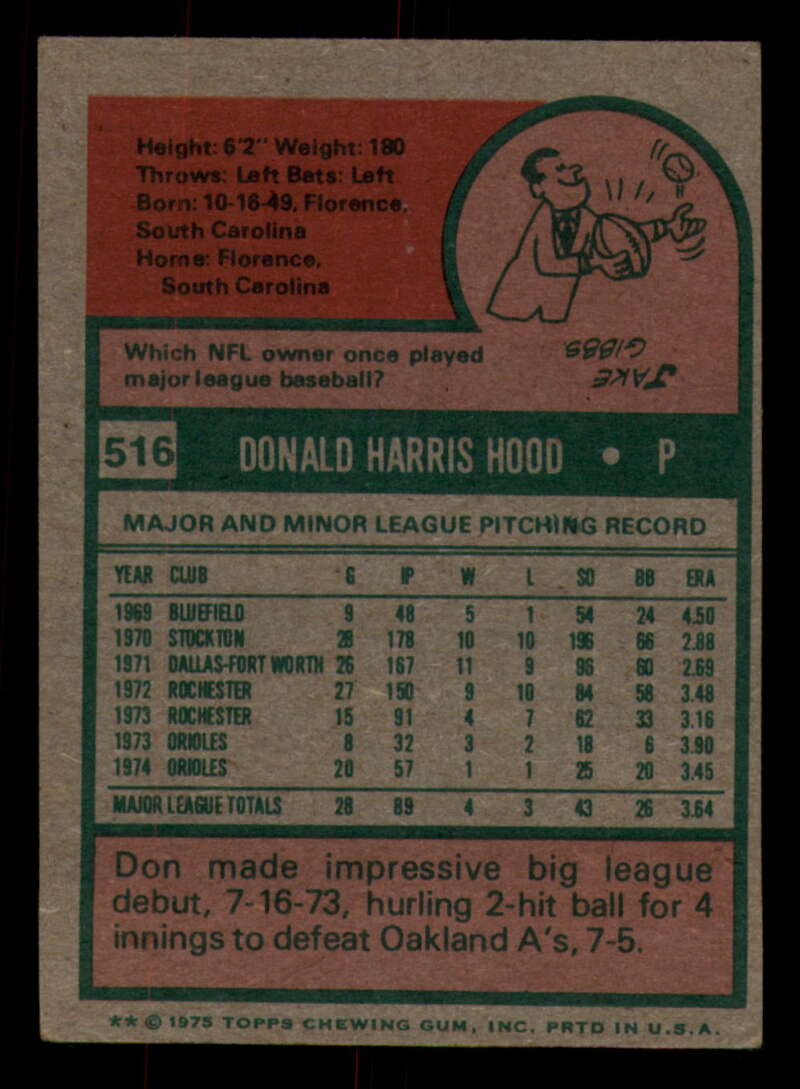 Height: 6'2" Weight: 180
Throws: Left Bats: Left
Born: 10-16-49, Florence,
South Carolina
Home: Florence,
South Carolina
Which NFL owner once played
major league baseball?
JAKE
GIBBS.
516 DONALD HARRIS HOOD • P
MAJOR AND MINOR LEAGUE PITCHING RECORD
YEAR CLUB G IP W L SO BB ERA
1969 BLUEFIELD 9 48 5 1 54 24 4.50
1970 STOCKTON 28 178 10 10 196 66 2.88
1971 DALLAS-FORT WORTH 26 167 11 9 96 60 2.69
1972 ROCHESTER 27 150 9 10 84 58 3.48
1973 ROCHESTER 15 91 4 7 62 33 3.16
1973 ORIOLES 8 32 3 2 18 6 3.90
1974 ORIOLES 20 57 1 1 25 20 3.45
MAJOR LEAGUE TOTALS 28 89 4 3 43 26 3.64
Don made impressive big league
debut, 7-16-73, hurling 2-hit ball for 4
innings to defeat Oakland A's, 7-5.
** © 1975 TOPPS CHEWING GUM, INC. PRTD IN U.S.A.